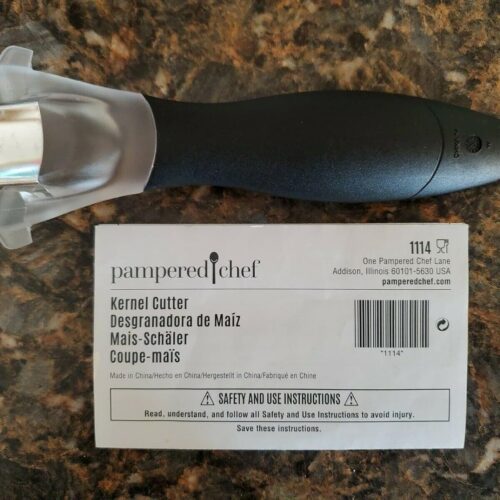 pampered chef
1114
One Pampered Chef Lane
Addison, Illinois 60101-5630 USA
pamperedchef.com
Kernel Cutter
Desgranadora de Maíz
Mais-Schäler
Coupe-maïs
"1114"
Made in China/Hecho en China/Hergestellt in China/Fabriqué en Chine
SAFETY AND USE INSTRUCTIONS
Read, understand, and follow all Safety and Use Instructions to avoid injury.
Save these instructions.